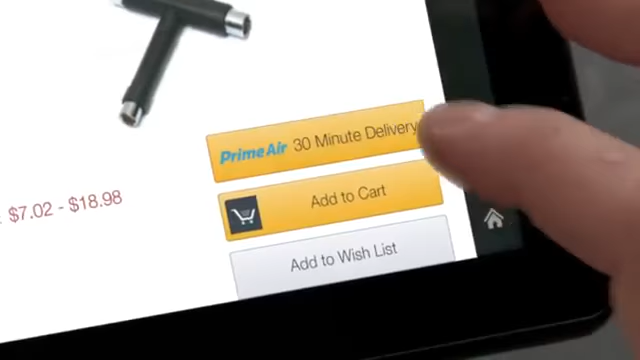 PrimeAir 30 Minute Delivery
Add to Cart
: $7.02 - $18.98
Add to Wish List